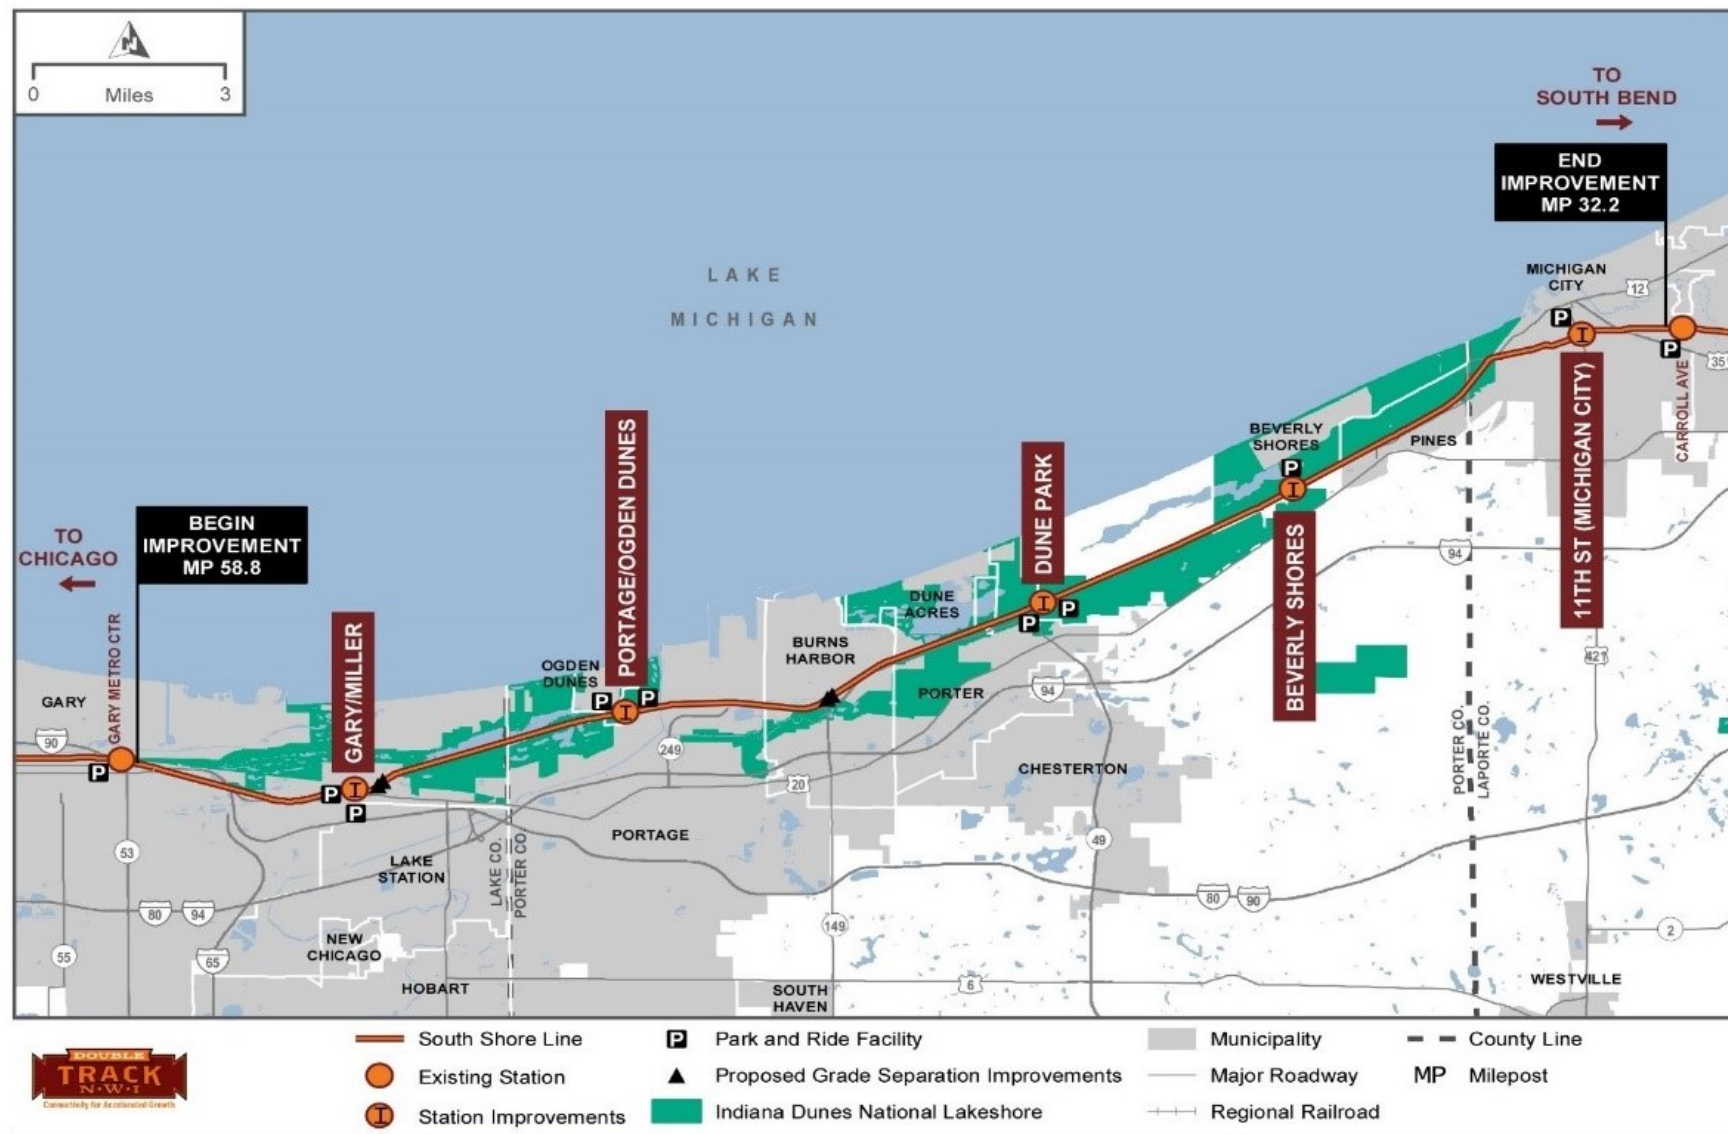 N
0 Miles 3
TO
SOUTH BEND
END
IMPROVEMENT
MP 32.2
LAKE
MICHIGAN
MICHIGAN
CITY
12
35
CARROLL AVE
11TH ST (MICHIGAN CITY)
BEVERLY
SHORES
PINES
BEVERLY SHORES
DUNE PARK
PORTAGE/OGDEN DUNES
TO
CHICAGO
BEGIN
IMPROVEMENT
MP 58.8
GARY METRO CTR
GARY/MILLER
GARY
90
OGDEN
DUNES
BURNS
HARBOR
DUNE
ACRES
PORTER
94
94
421
249
20
CHESTERTON
PORTER CO.
LAPORTE CO.
53
LAKE
STATION
LAKE CO.
PORTER CO.
PORTAGE
49
80
94
80
90
149
2
55
65
NEW
CHICAGO
HOBART
SOUTH
HAVEN
6
WESTVILLE
P
P
P
P
P
P
P
P
P
P
I
I
I
I
I
DOUBLE
TRACK
N·W·I
Connectivity for Accelerated Growth
South Shore Line
Existing Station
I Station Improvements
P Park and Ride Facility
Proposed Grade Separation Improvements
Indiana Dunes National Lakeshore
Municipality
Major Roadway
Regional Railroad
County Line
MP Milepost